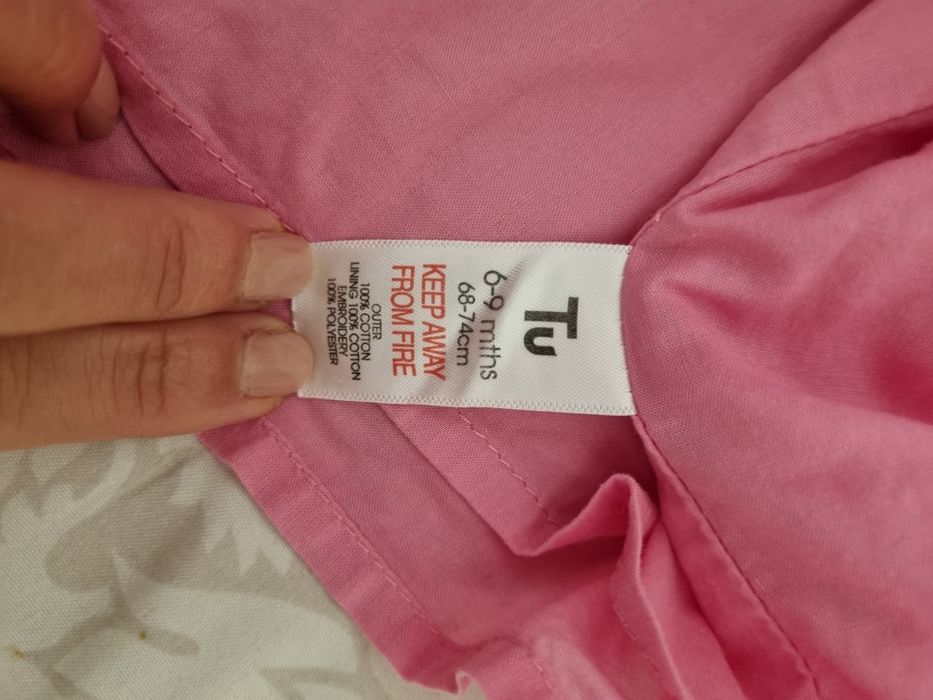 Tu
6-9 mths
68-74cm
KEEP AWAY
FROM FIRE
OUTER
100% COTTON
LINING 100% COTTON
EMBROIDERY
100% POLYESTER